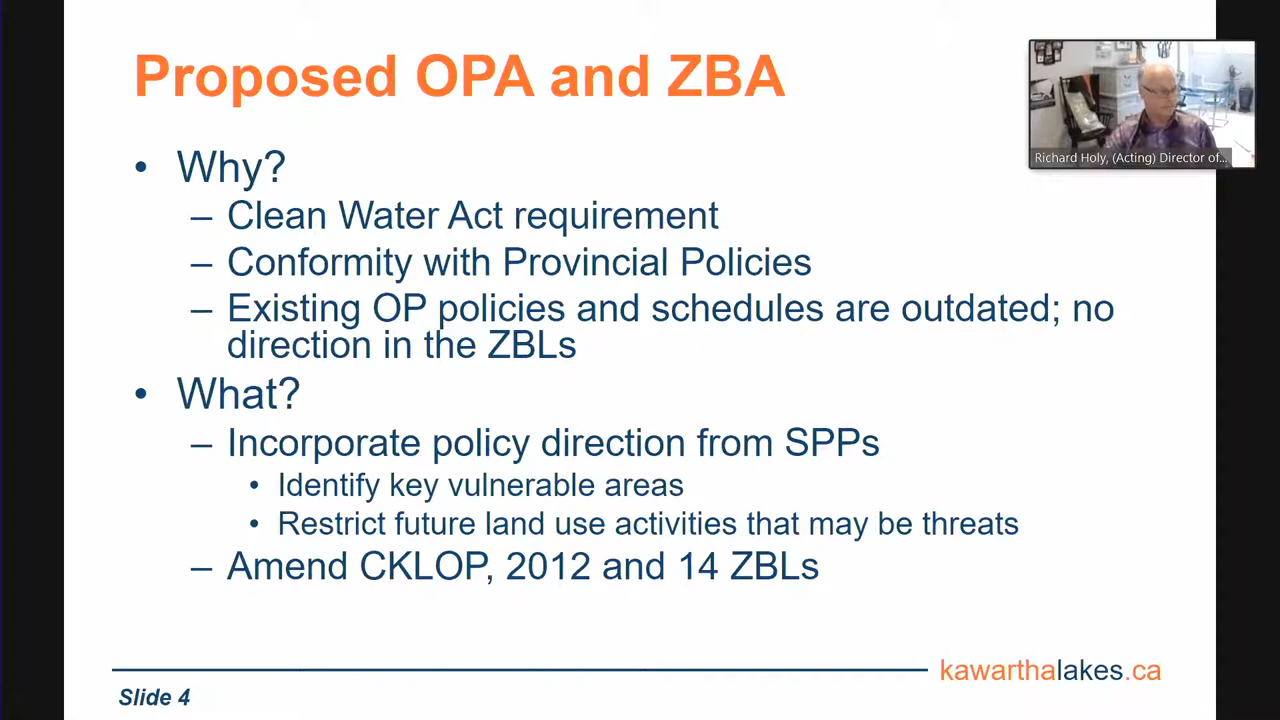 Proposed OPA and ZBA
Richard Holy, (Acting) Director of...
• Why?
– Clean Water Act requirement
– Conformity with Provincial Policies
– Existing OP policies and schedules are outdated; no
direction in the ZBLs
• What?
– Incorporate policy direction from SPPs
• Identify key vulnerable areas
• Restrict future land use activities that may be threats
– Amend CKLOP, 2012 and 14 ZBLs
kawarthalakes.ca
Slide 4